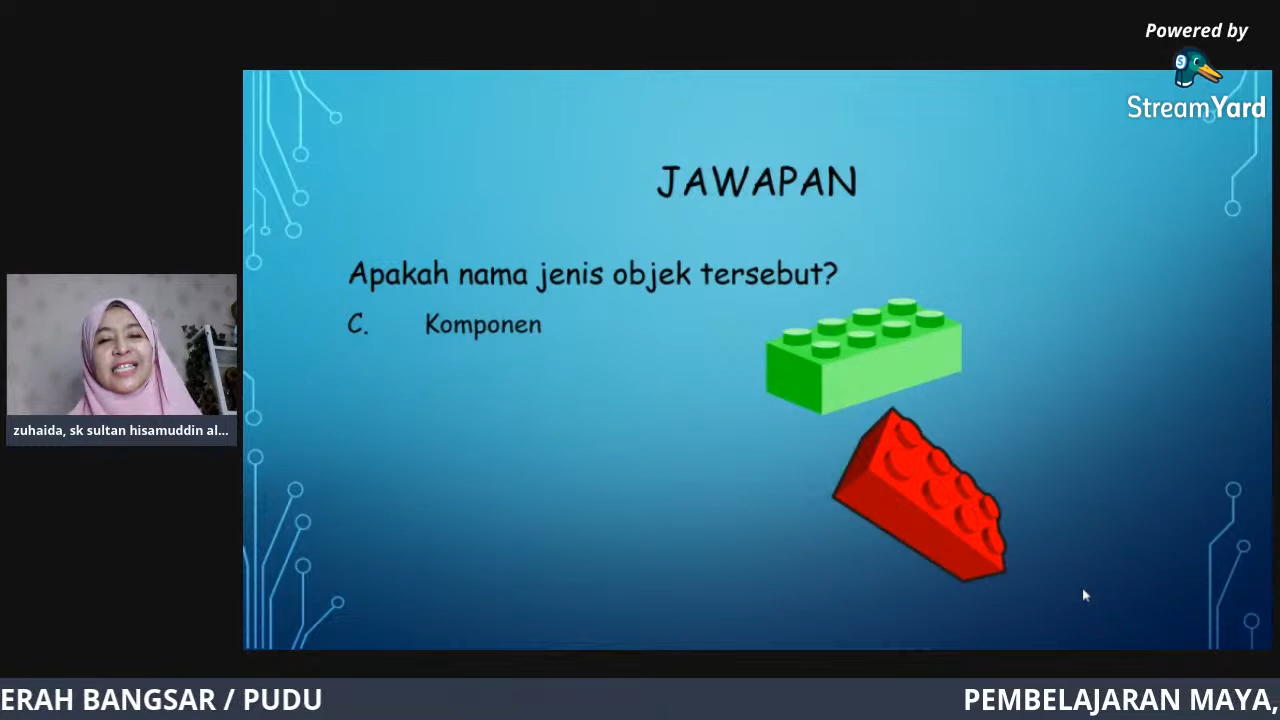 Powered by
StreamYard
JAWAPAN
Apakah nama jenis objek tersebut?
C. Komponen
zuhaida, sk sultan hisamuddin al...
ERAH BANGSAR / PUDU
PEMBELAJARAN MAYA,